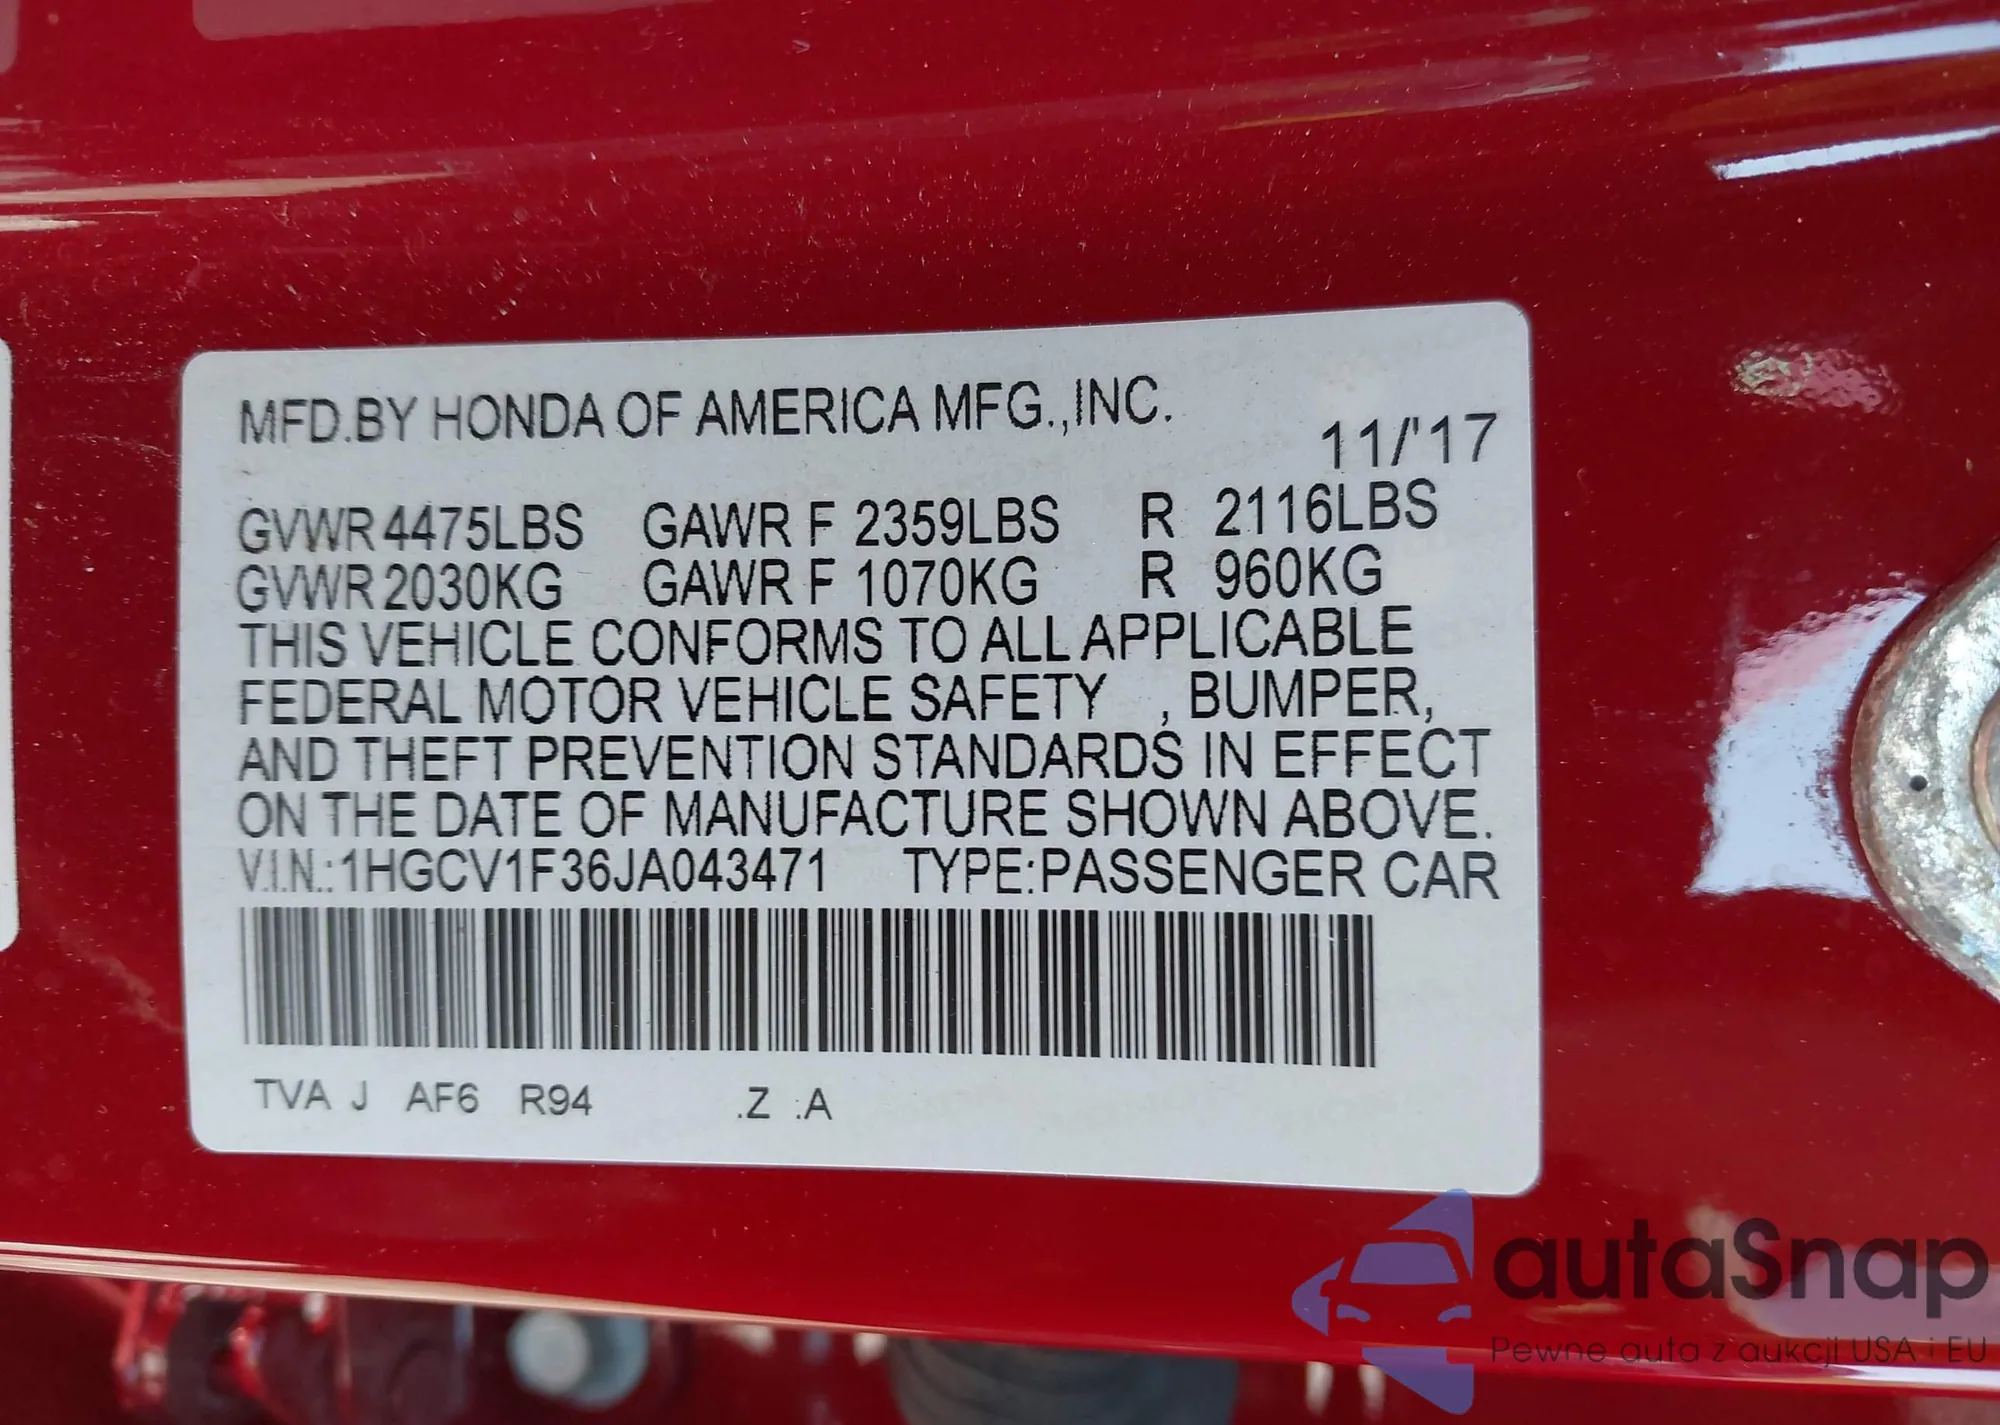 MFD.BY HONDA OF AMERICA MFG.,INC.
11/'17
GVWR 4475LBS GAWR F 2359LBS R 2116LBS
GVWR 2030KG GAWR F 1070KG R 960KG
THIS VEHICLE CONFORMS TO ALL APPLICABLE
FEDERAL MOTOR VEHICLE SAFETY , BUMPER,
AND THEFT PREVENTION STANDARDS IN EFFECT
ON THE DATE OF MANUFACTURE SHOWN ABOVE.
V.I.N.:1HGCV1F36JA043471 TYPE:PASSENGER CAR
TVA J AF6 R94 .Z :A
autaSnap
Pewne auta z aukcji USA i EU